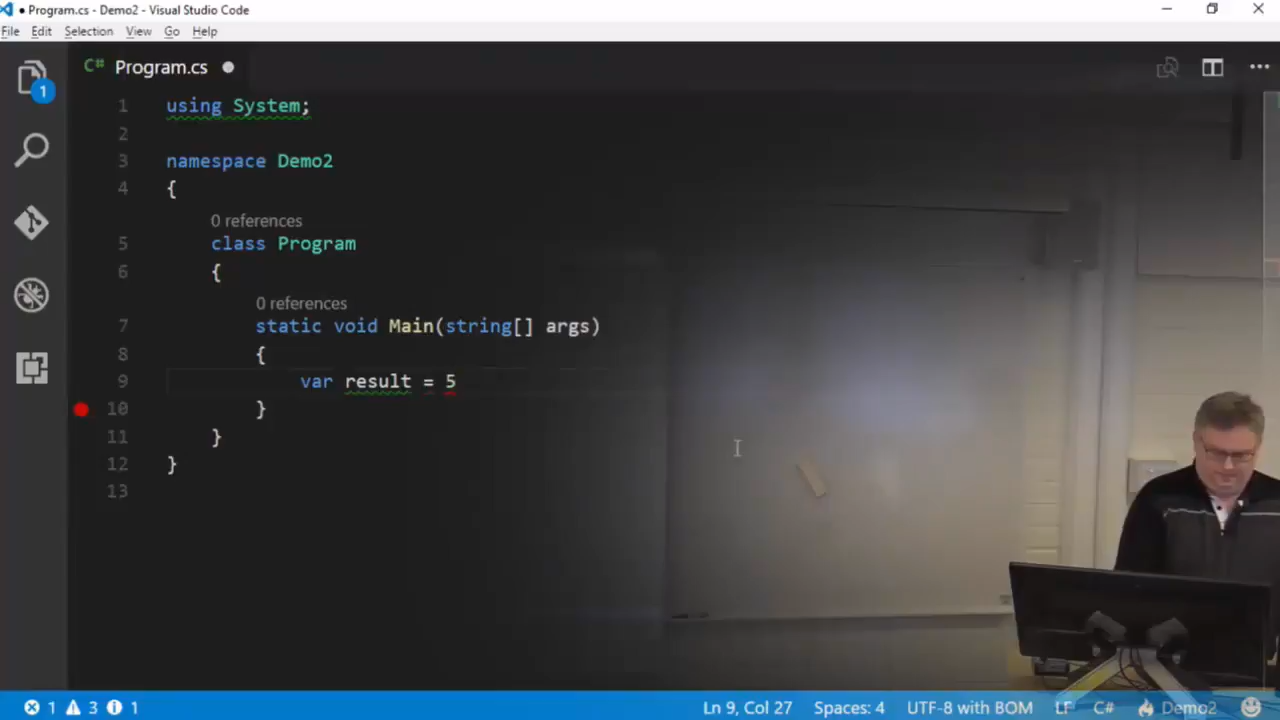 ● Program.cs - Demo2 - Visual Studio Code
File Edit Selection View Go Help
1
C# Program.cs ●
1 using System;
2
3 namespace Demo2
4 {
0 references
5 class Program
6 {
0 references
7 static void Main(string[] args)
8 {
9 var result = 5
10 }
11 }
12 }
13
1 3 1 Ln 9, Col 27 Spaces: 4 UTF-8 with BOM LF C# Demo2